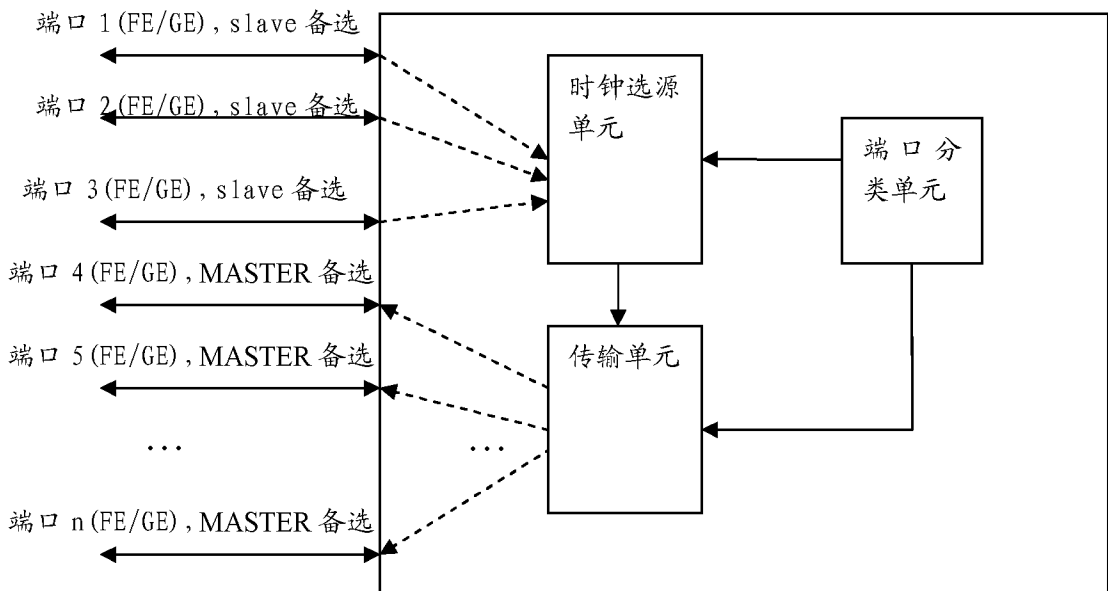 端口 1(FE/GE), slave 备选
端口 2(FE/GE), slave 备选
端口 3(FE/GE), slave 备选
端口 4(FE/GE), MASTER 备选
端口 5(FE/GE), MASTER 备选
...
...
端口 n(FE/GE), MASTER 备选
时钟选源
单元
端口分
类单元
传输单元